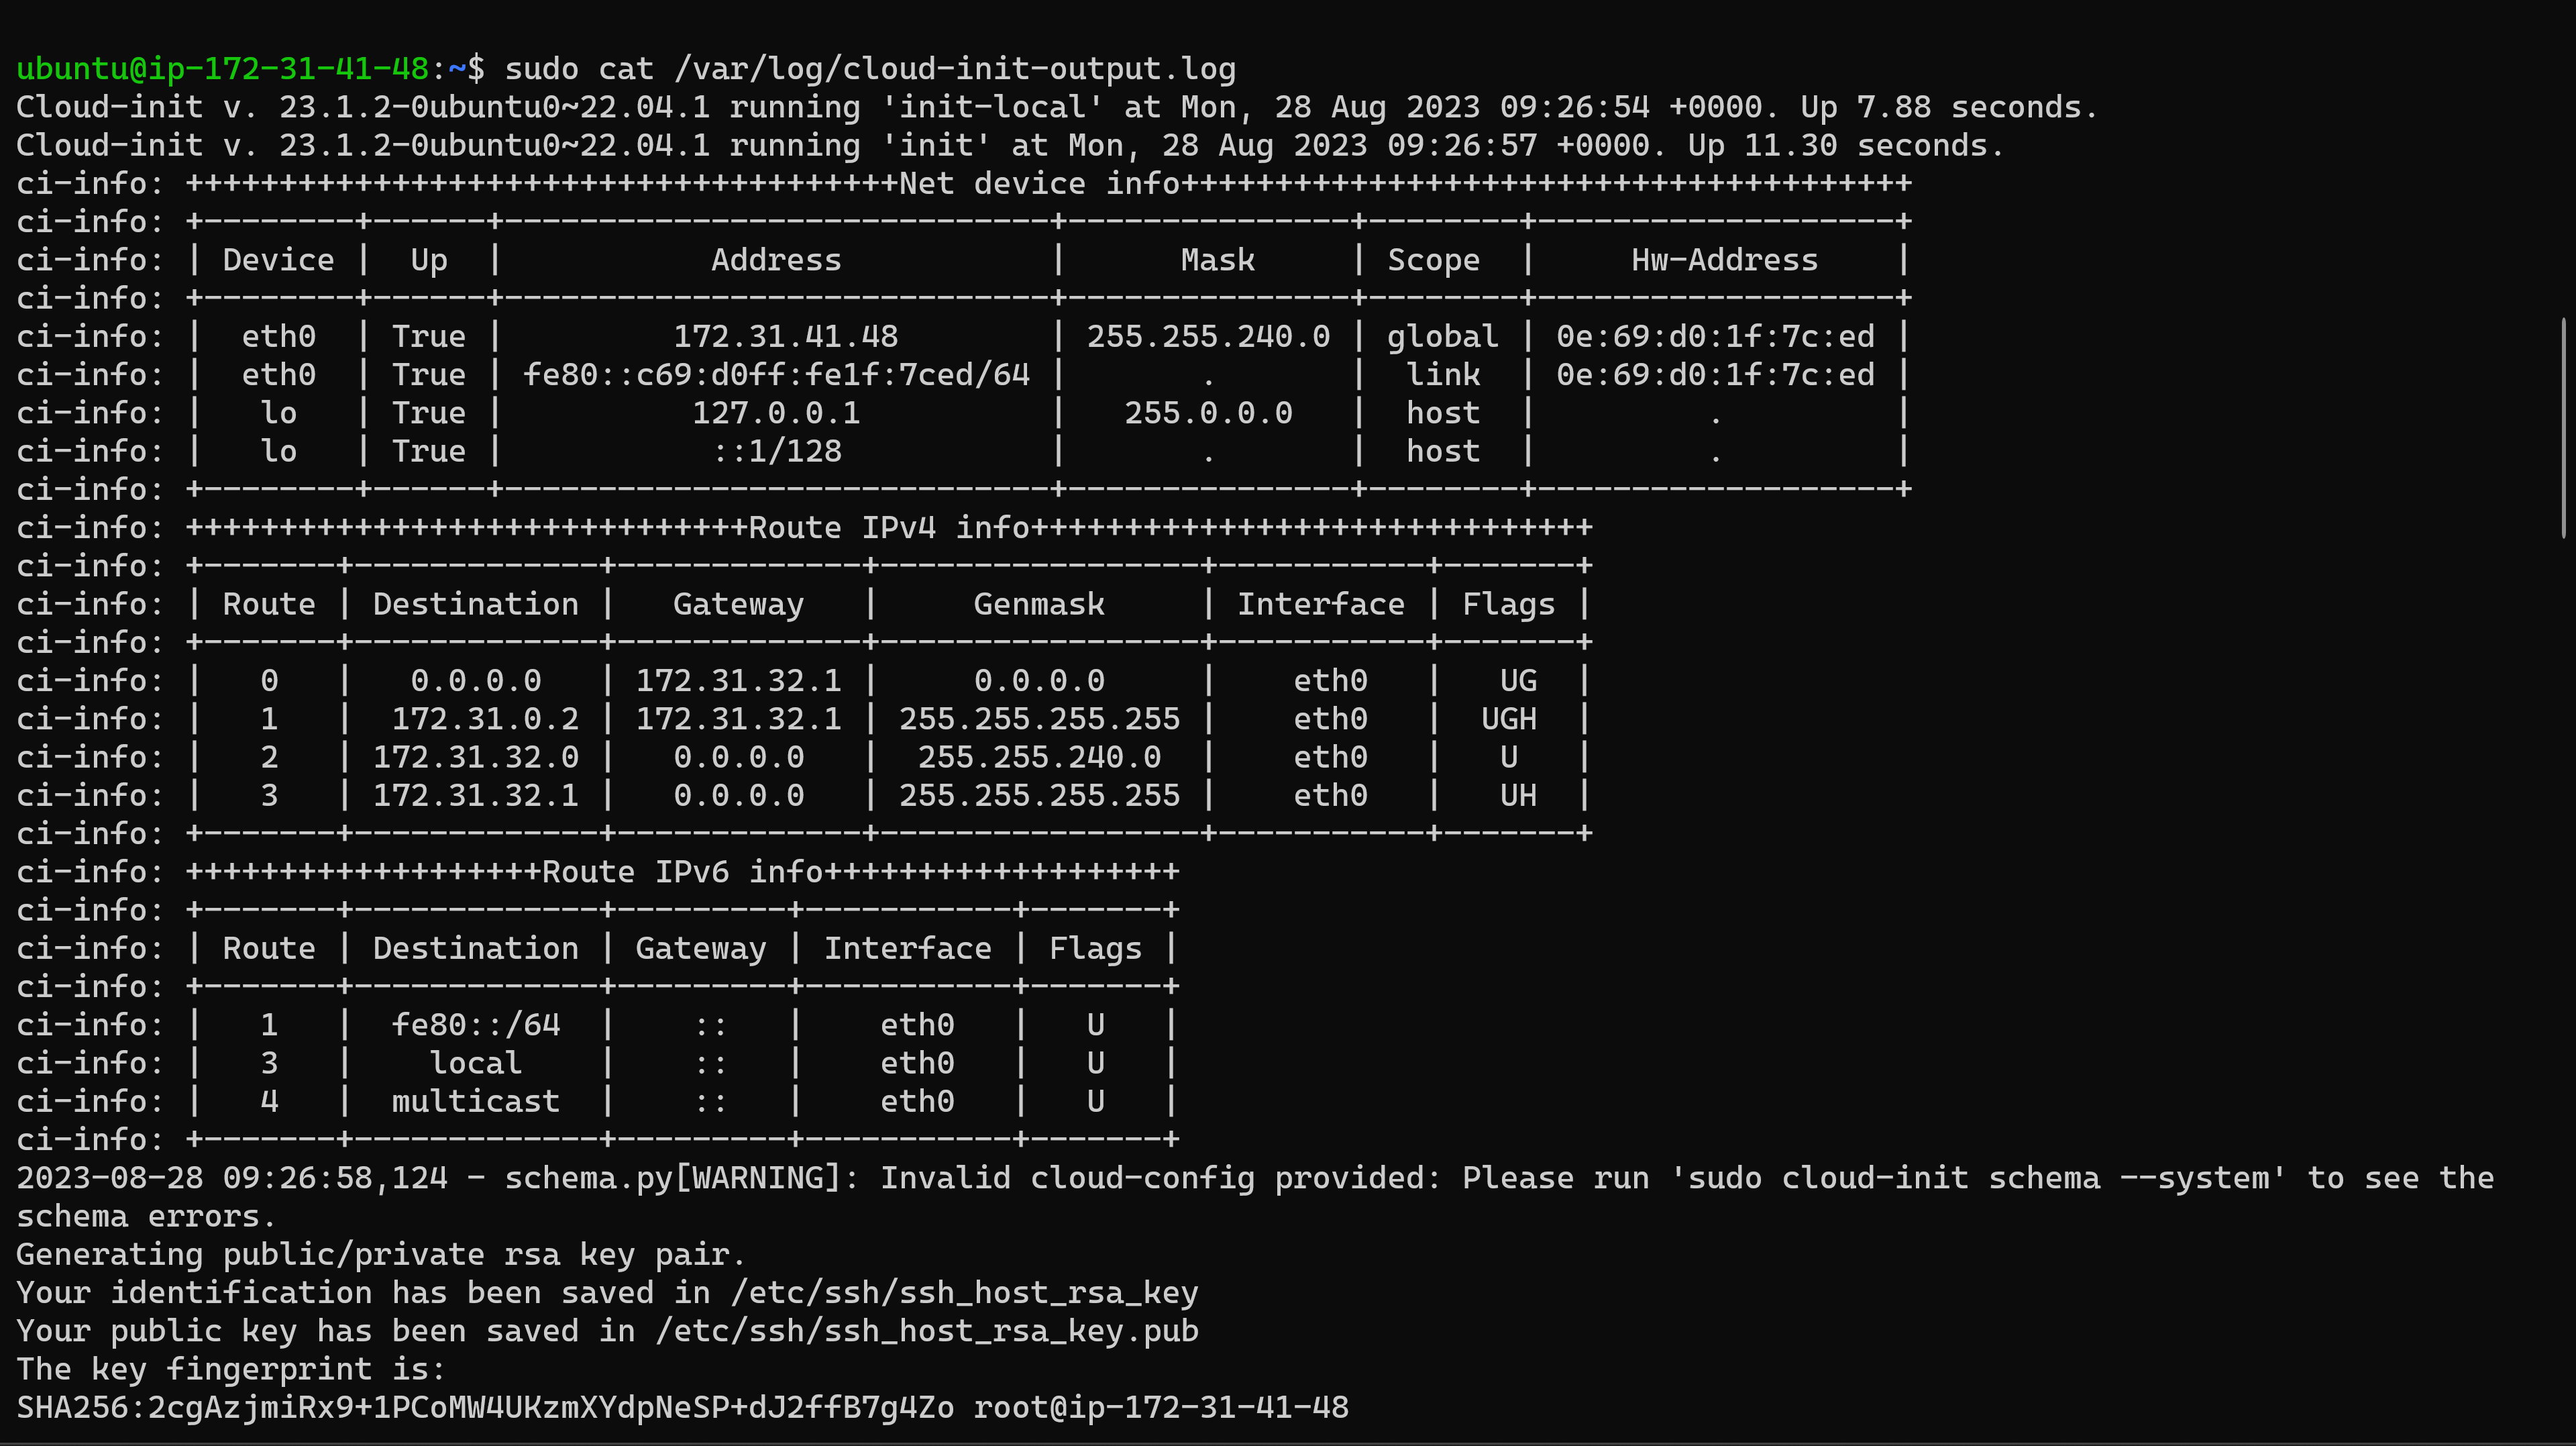 ubuntu@ip-172-31-41-48:~$ sudo cat /var/log/cloud-init-output.log
Cloud-init v. 23.1.2-0ubuntu0~22.04.1 running 'init-local' at Mon, 28 Aug 2023 09:26:54 +0000. Up 7.88 seconds.
Cloud-init v. 23.1.2-0ubuntu0~22.04.1 running 'init' at Mon, 28 Aug 2023 09:26:57 +0000. Up 11.30 seconds.
ci-info: ++++++++++++++++++++++++++++++++++++++Net device info+++++++++++++++++++++++++++++++++++++++
ci-info: +--------+------+-----------------------------+---------------+--------+-------------------+
ci-info: | Device |  Up  |           Address           |      Mask     | Scope  |     Hw-Address    |
ci-info: +--------+------+-----------------------------+---------------+--------+-------------------+
ci-info: |  eth0  | True |         172.31.41.48        | 255.255.240.0 | global | 0e:69:d0:1f:7c:ed |
ci-info: |  eth0  | True | fe80::c69:d0ff:fe1f:7ced/64 |       .       |  link  | 0e:69:d0:1f:7c:ed |
ci-info: |   lo   | True |          127.0.0.1          |   255.0.0.0   |  host  |         .         |
ci-info: |   lo   | True |           ::1/128           |       .       |  host  |         .         |
ci-info: +--------+------+-----------------------------+---------------+--------+-------------------+
ci-info: ++++++++++++++++++++++++++++++Route IPv4 info++++++++++++++++++++++++++++++
ci-info: +-------+-------------+-------------+-----------------+-----------+-------+
ci-info: | Route | Destination |   Gateway   |     Genmask     | Interface | Flags |
ci-info: +-------+-------------+-------------+-----------------+-----------+-------+
ci-info: |   0   |   0.0.0.0   | 172.31.32.1 |     0.0.0.0     |    eth0   |   UG  |
ci-info: |   1   |  172.31.0.2 | 172.31.32.1 | 255.255.255.255 |    eth0   |  UGH  |
ci-info: |   2   | 172.31.32.0 |   0.0.0.0   |  255.255.240.0  |    eth0   |   U   |
ci-info: |   3   | 172.31.32.1 |   0.0.0.0   | 255.255.255.255 |    eth0   |   UH  |
ci-info: +-------+-------------+-------------+-----------------+-----------+-------+
ci-info: +++++++++++++++++++Route IPv6 info+++++++++++++++++++
ci-info: +-------+-------------+---------+-----------+-------+
ci-info: | Route | Destination | Gateway | Interface | Flags |
ci-info: +-------+-------------+---------+-----------+-------+
ci-info: |   1   |  fe80::/64  |    ::   |    eth0   |   U   |
ci-info: |   3   |    local    |    ::   |    eth0   |   U   |
ci-info: |   4   |  multicast  |    ::   |    eth0   |   U   |
ci-info: +-------+-------------+---------+-----------+-------+
2023-08-28 09:26:58,124 - schema.py[WARNING]: Invalid cloud-config provided: Please run 'sudo cloud-init schema --system' to see the
schema errors.
Generating public/private rsa key pair.
Your identification has been saved in /etc/ssh/ssh_host_rsa_key
Your public key has been saved in /etc/ssh/ssh_host_rsa_key.pub
The key fingerprint is:
SHA256:2cgAzjmiRx9+1PCoMW4UKzmXYdpNeSP+dJ2ffB7g4Zo root@ip-172-31-41-48